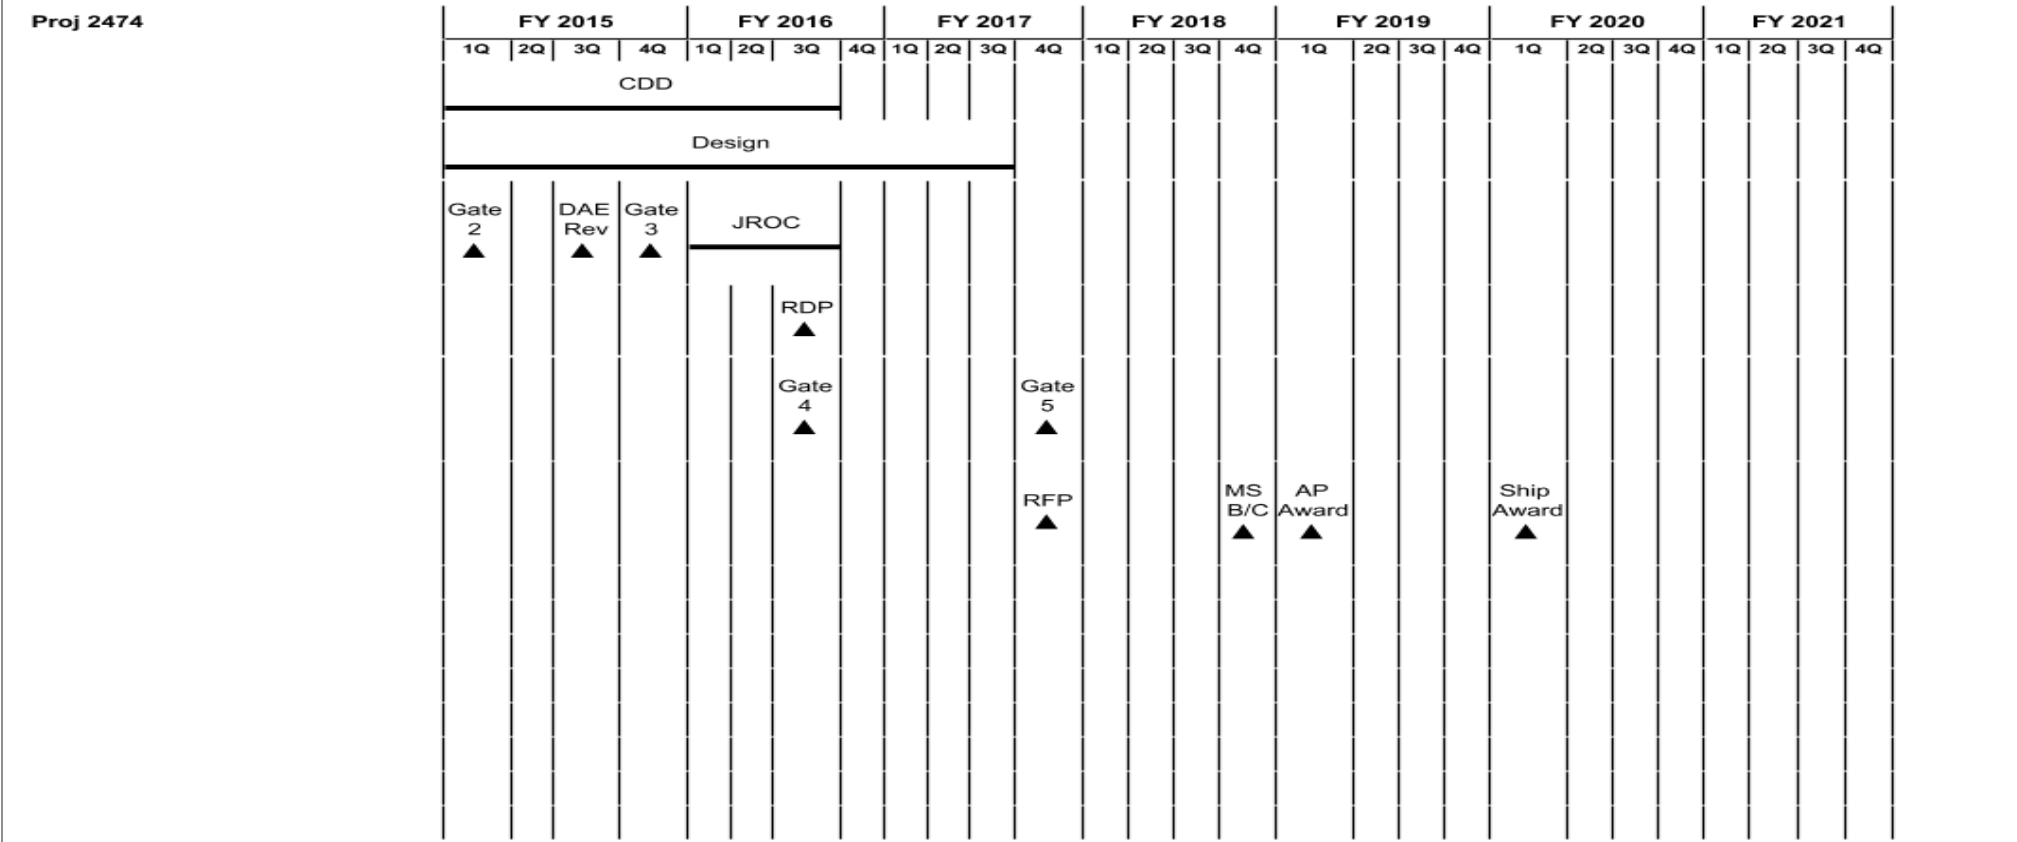 Proj 2474
FY 2015 FY 2016 FY 2017 FY 2018 FY 2019 FY 2020 FY 2021
1Q 2Q 3Q 4Q 1Q 2Q 3Q 4Q 1Q 2Q 3Q 4Q 1Q 2Q 3Q 4Q 1Q 2Q 3Q 4Q 1Q 2Q 3Q 4Q 1Q 2Q 3Q 4Q
CDD
Design
Gate DAE Gate
2 Rev 3
JROC
RDP
Gate Gate
4 5
MS AP Ship
RFP
B/C Award Award